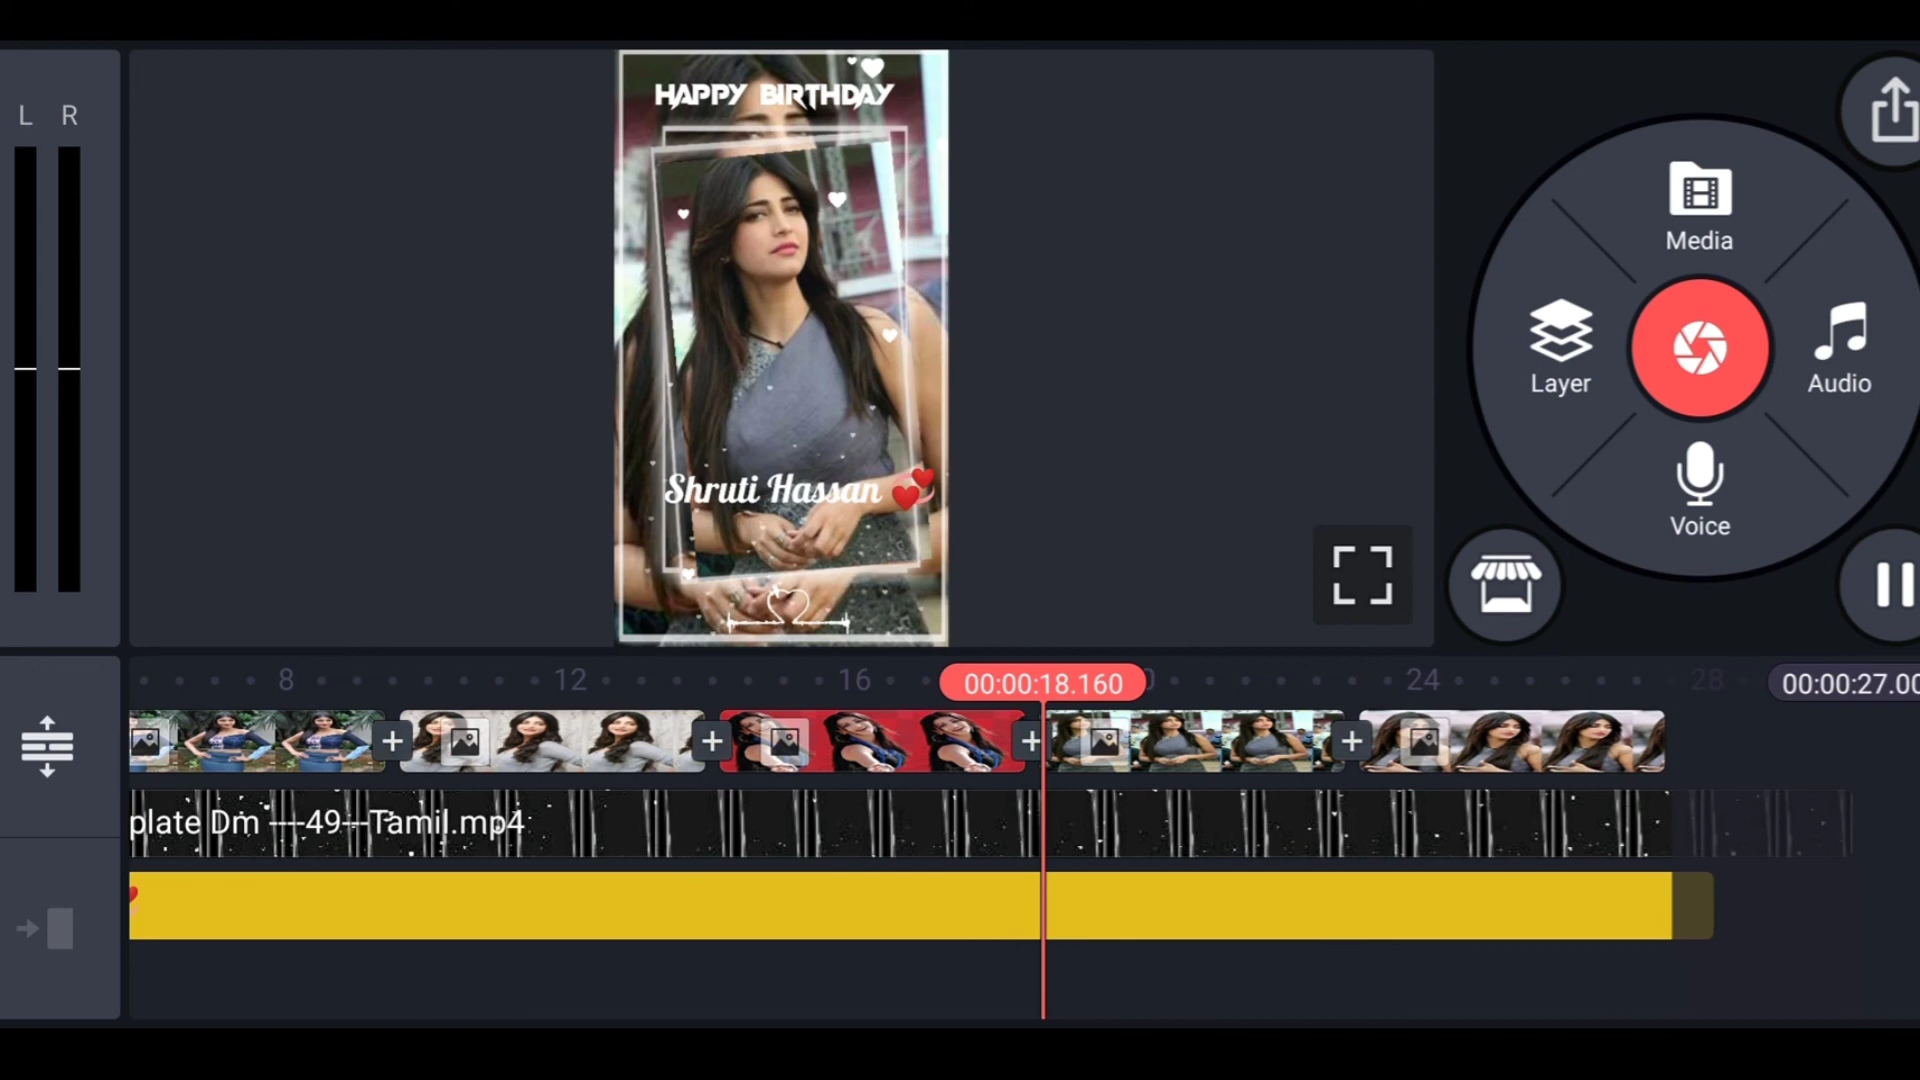 L R
HAPPY BIRTHDAY
Shruti Hassan
Media
Layer
Audio
Voice
8 12 16 00:00:18.160 24 28 00:00:27.00
plate Dm ----49---Tamil.mp4